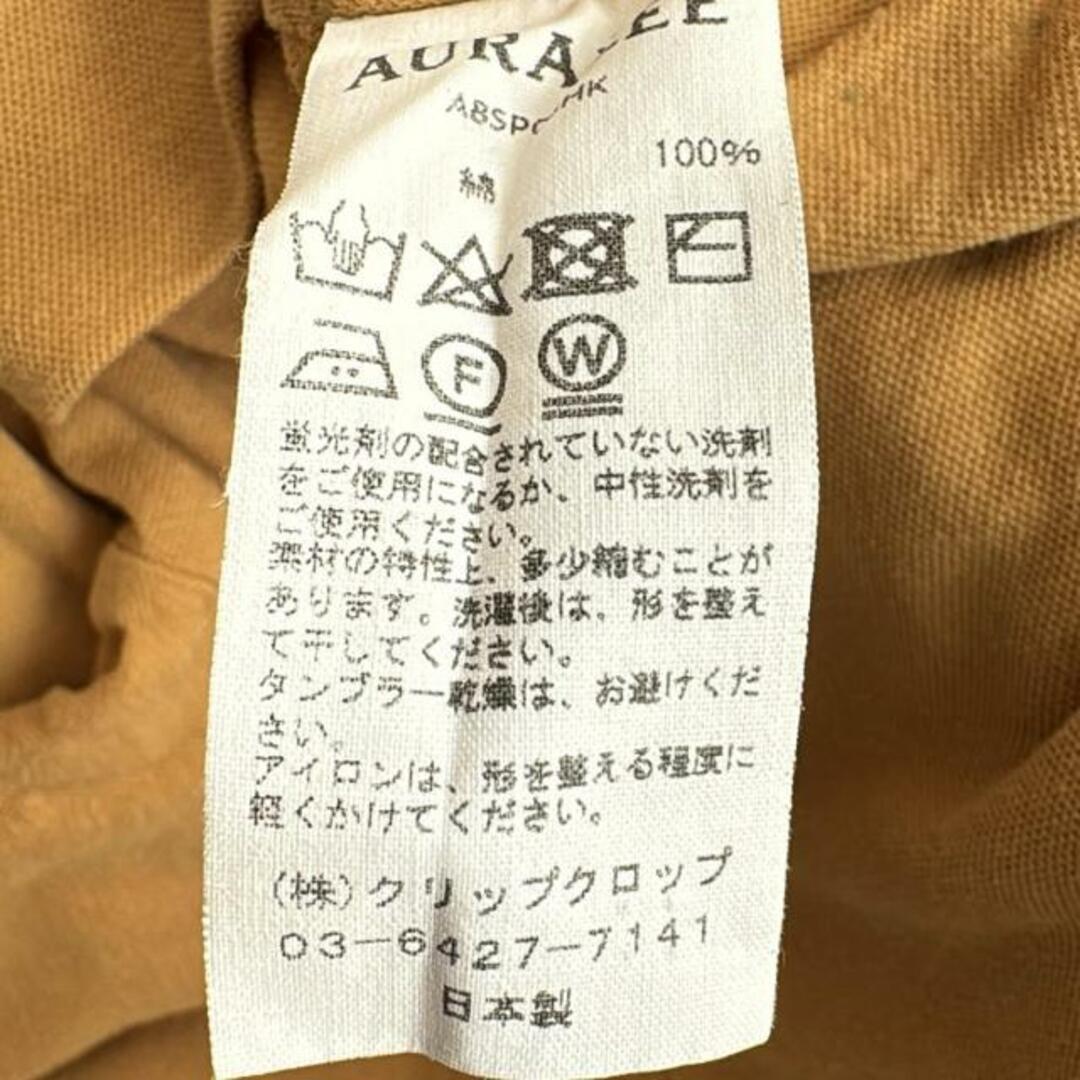 AURALEE
綿 100%
F
W
蛍光剤の配合されていない洗剤
をご使用になるか、中性洗剤を
ご使用ください。
素材の特性上、多少縮むことが
あります。洗濯後は、形を整え
て干してください。
タンブラー乾燥は、お避けくだ
さい。
アイロンは、形を整える程度に
軽くかけてください。
(株)クリップクロップ
03-6427-7141
日本製